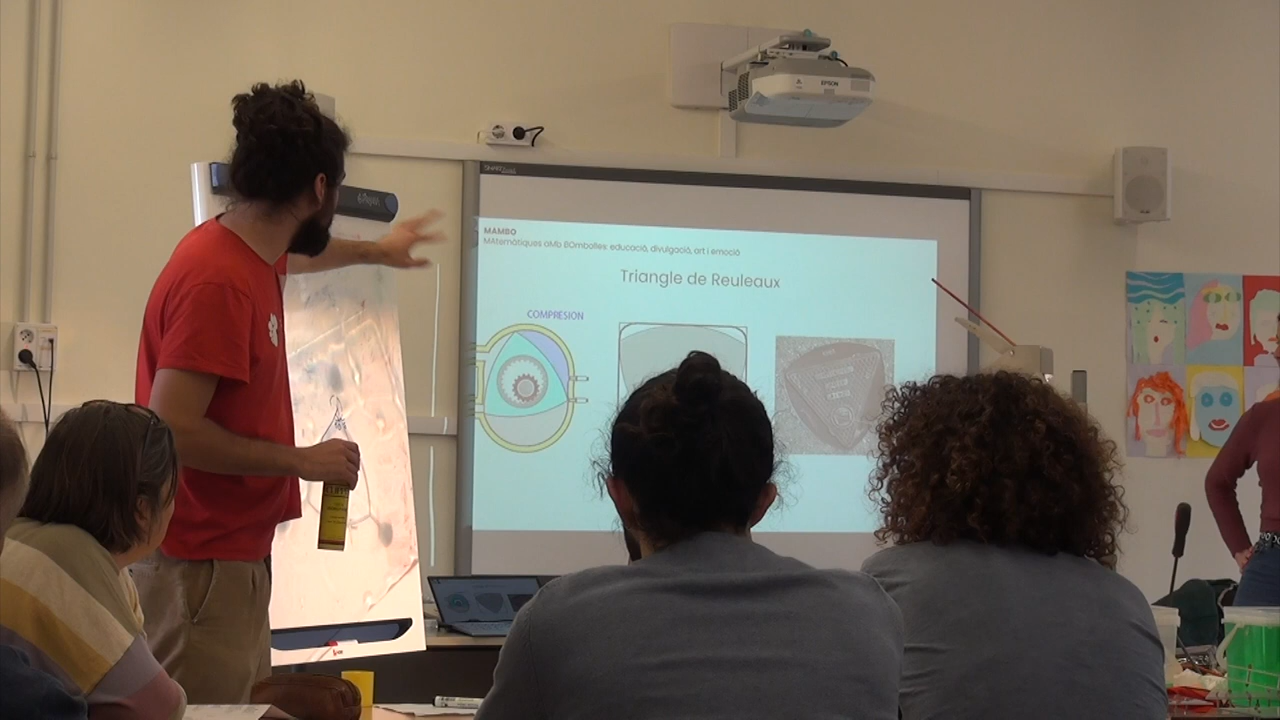 EPSON
MAMBO
MAtemàtiques aMb BOmbolles: educació, divulgació, art i emoció
Triangle de Reuleaux
COMPRESION